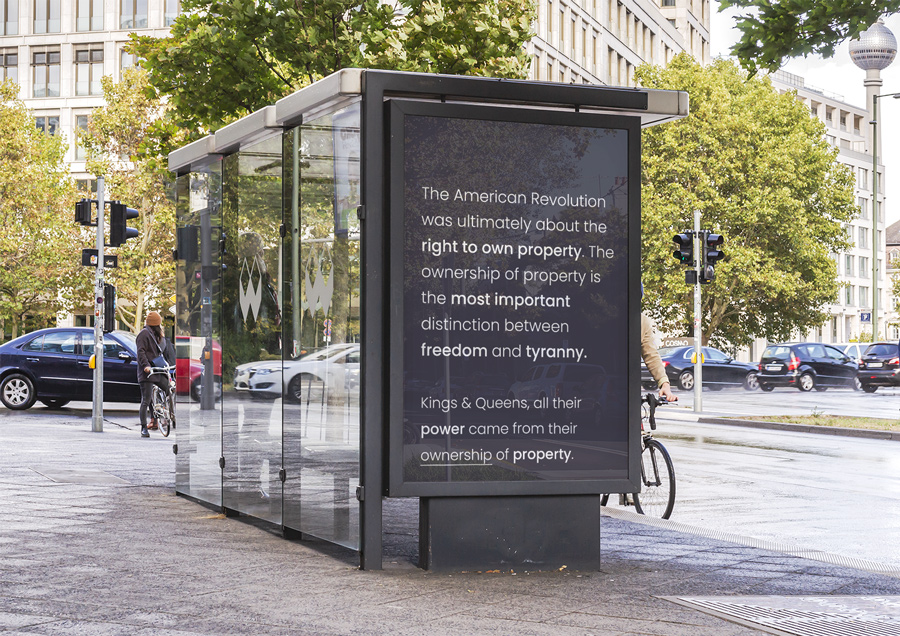 The American Revolution
was ultimately about the
right to own property. The
ownership of property is
the most important
distinction between
freedom and tyranny.
Kings & Queens, all their
power came from their
ownership of property.